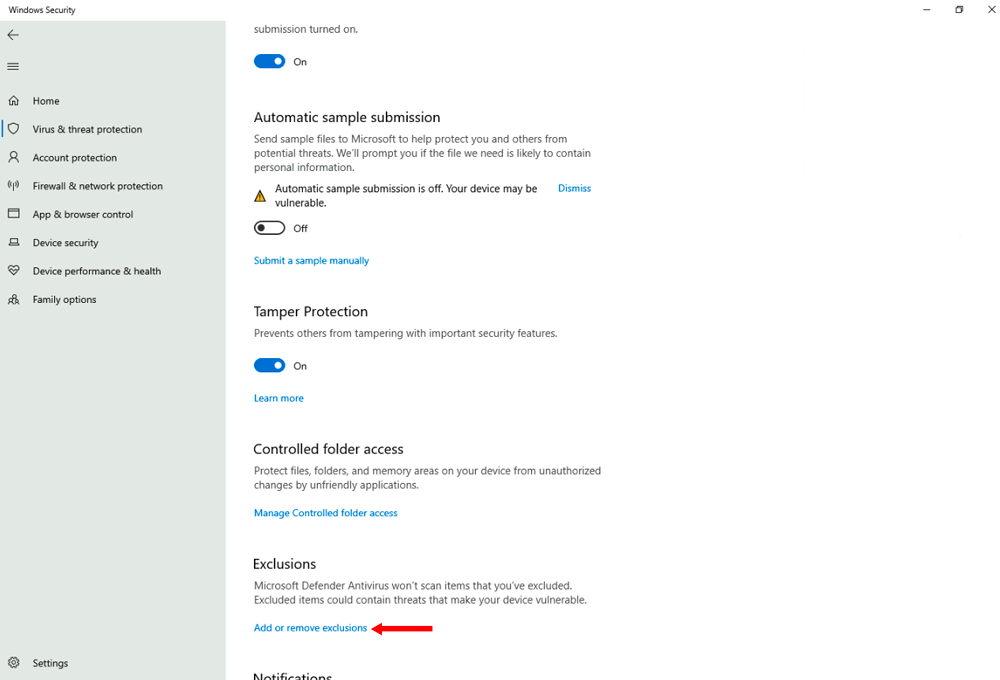 Windows Security
Home
Virus & threat protection
Account protection
Firewall & network protection
App & browser control
Device security
Device performance & health
Family options
Settings
submission turned on.
On
Automatic sample submission
Send sample files to Microsoft to help protect you and others from
potential threats. We'll prompt you if the file we need is likely to contain
personal information.
Automatic sample submission is off. Your device may be
vulnerable.
Dismiss
Off
Submit a sample manually
Tamper Protection
Prevents others from tampering with important security features.
On
Learn more
Controlled folder access
Protect files, folders, and memory areas on your device from unauthorized
changes by unfriendly applications.
Manage Controlled folder access
Exclusions
Microsoft Defender Antivirus won't scan items that you've excluded.
Excluded items could contain threats that make your device vulnerable.
Add or remove exclusions
Notifications